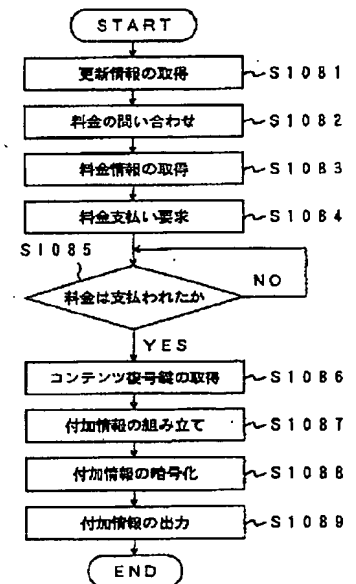 START
更新情報の取得 S1081
料金の問い合わせ S1082
料金情報の取得 S1083
料金支払い要求 S1084
S1085
料金は支払われたか NO
YES
コンテンツ復号錠の取得 S1086
付加情報の組み立て S1087
付加情報の暗号化 S1088
付加情報の出力 S1089
END